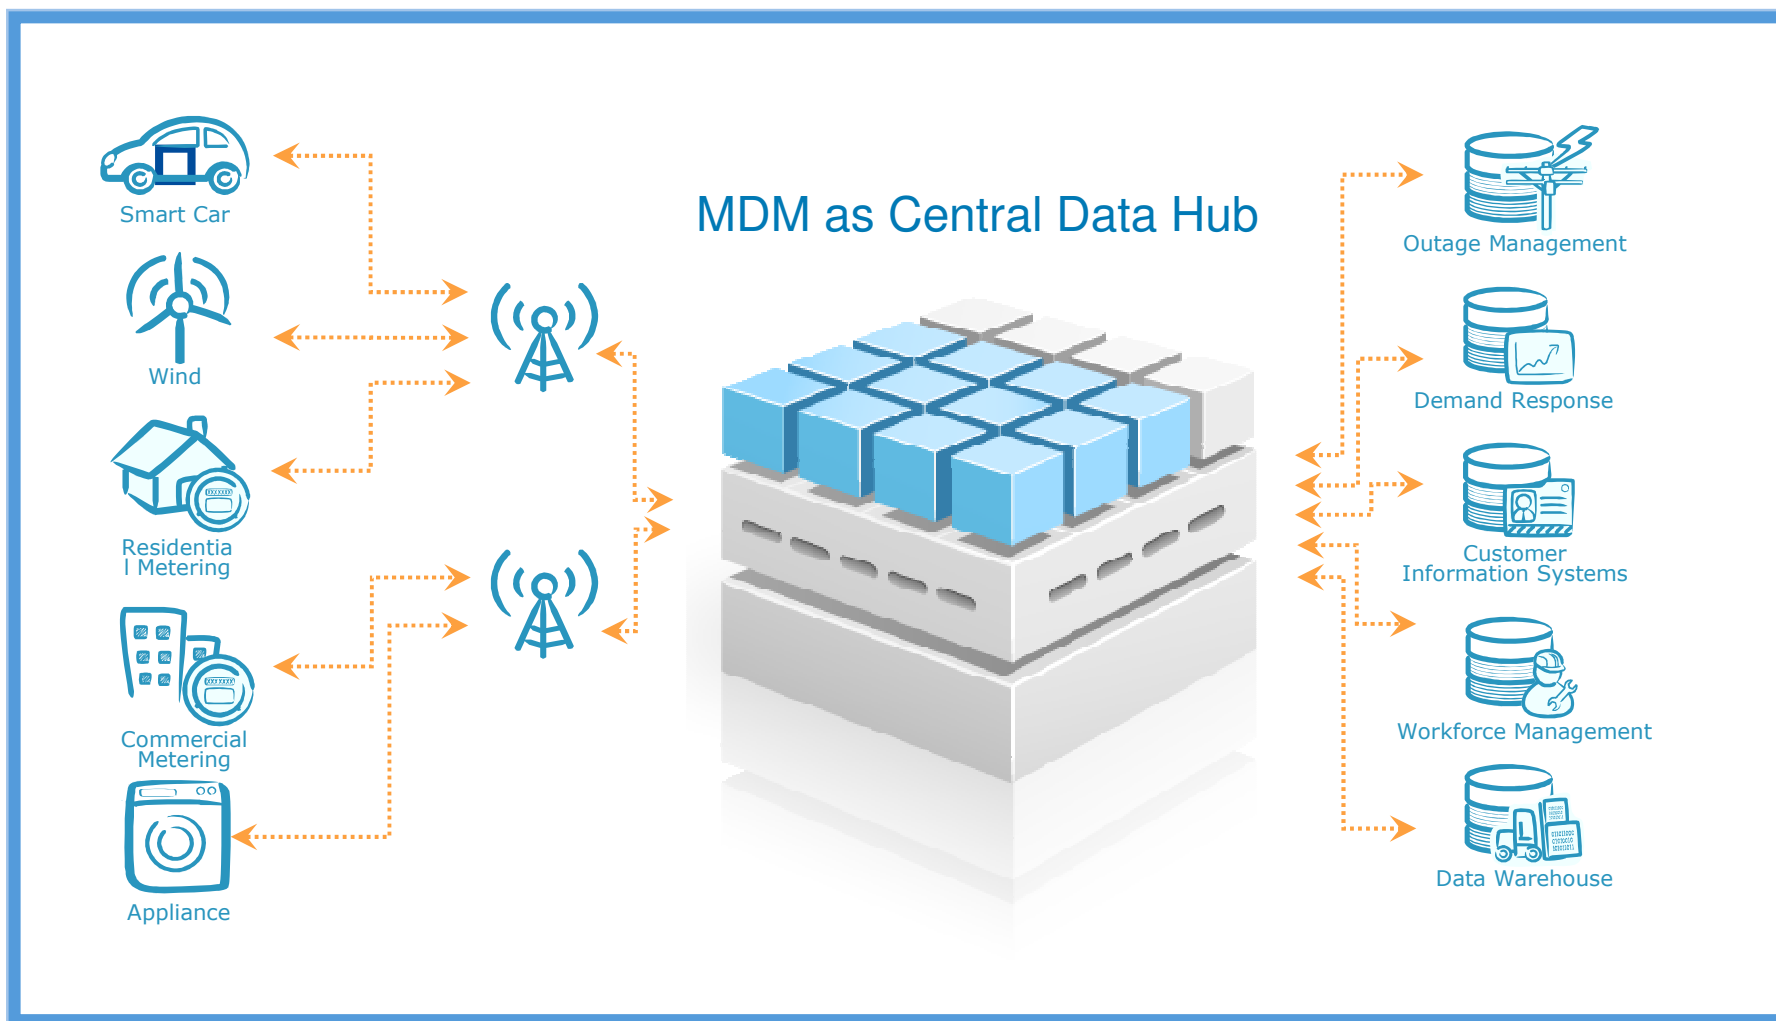 MDM as Central Data Hub
Smart Car
Wind
Residentia
l Metering
Commercial
Metering
Appliance
Outage Management
Demand Response
Customer
Information Systems
Workforce Management
Data Warehouse